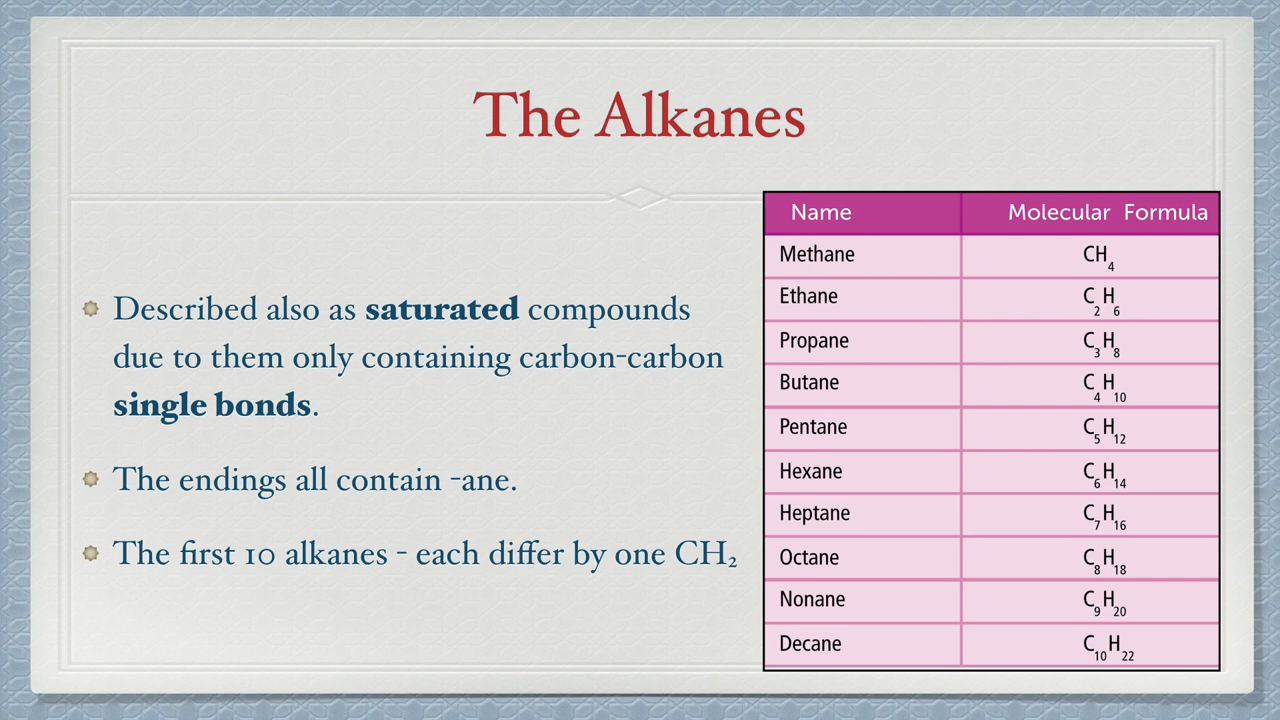 The Alkanes
Described also as saturated compounds
due to them only containing carbon-carbon
single bonds.
The endings all contain -ane.
The first 10 alkanes - each differ by one CH₂
Name Molecular Formula
Methane CH₄
Ethane C₂H₆
Propane C₃H₈
Butane C₄H₁₀
Pentane C₅H₁₂
Hexane C₆H₁₄
Heptane C₇H₁₆
Octane C₈H₁₈
Nonane C₉H₂₀
Decane C₁₀H₂₂